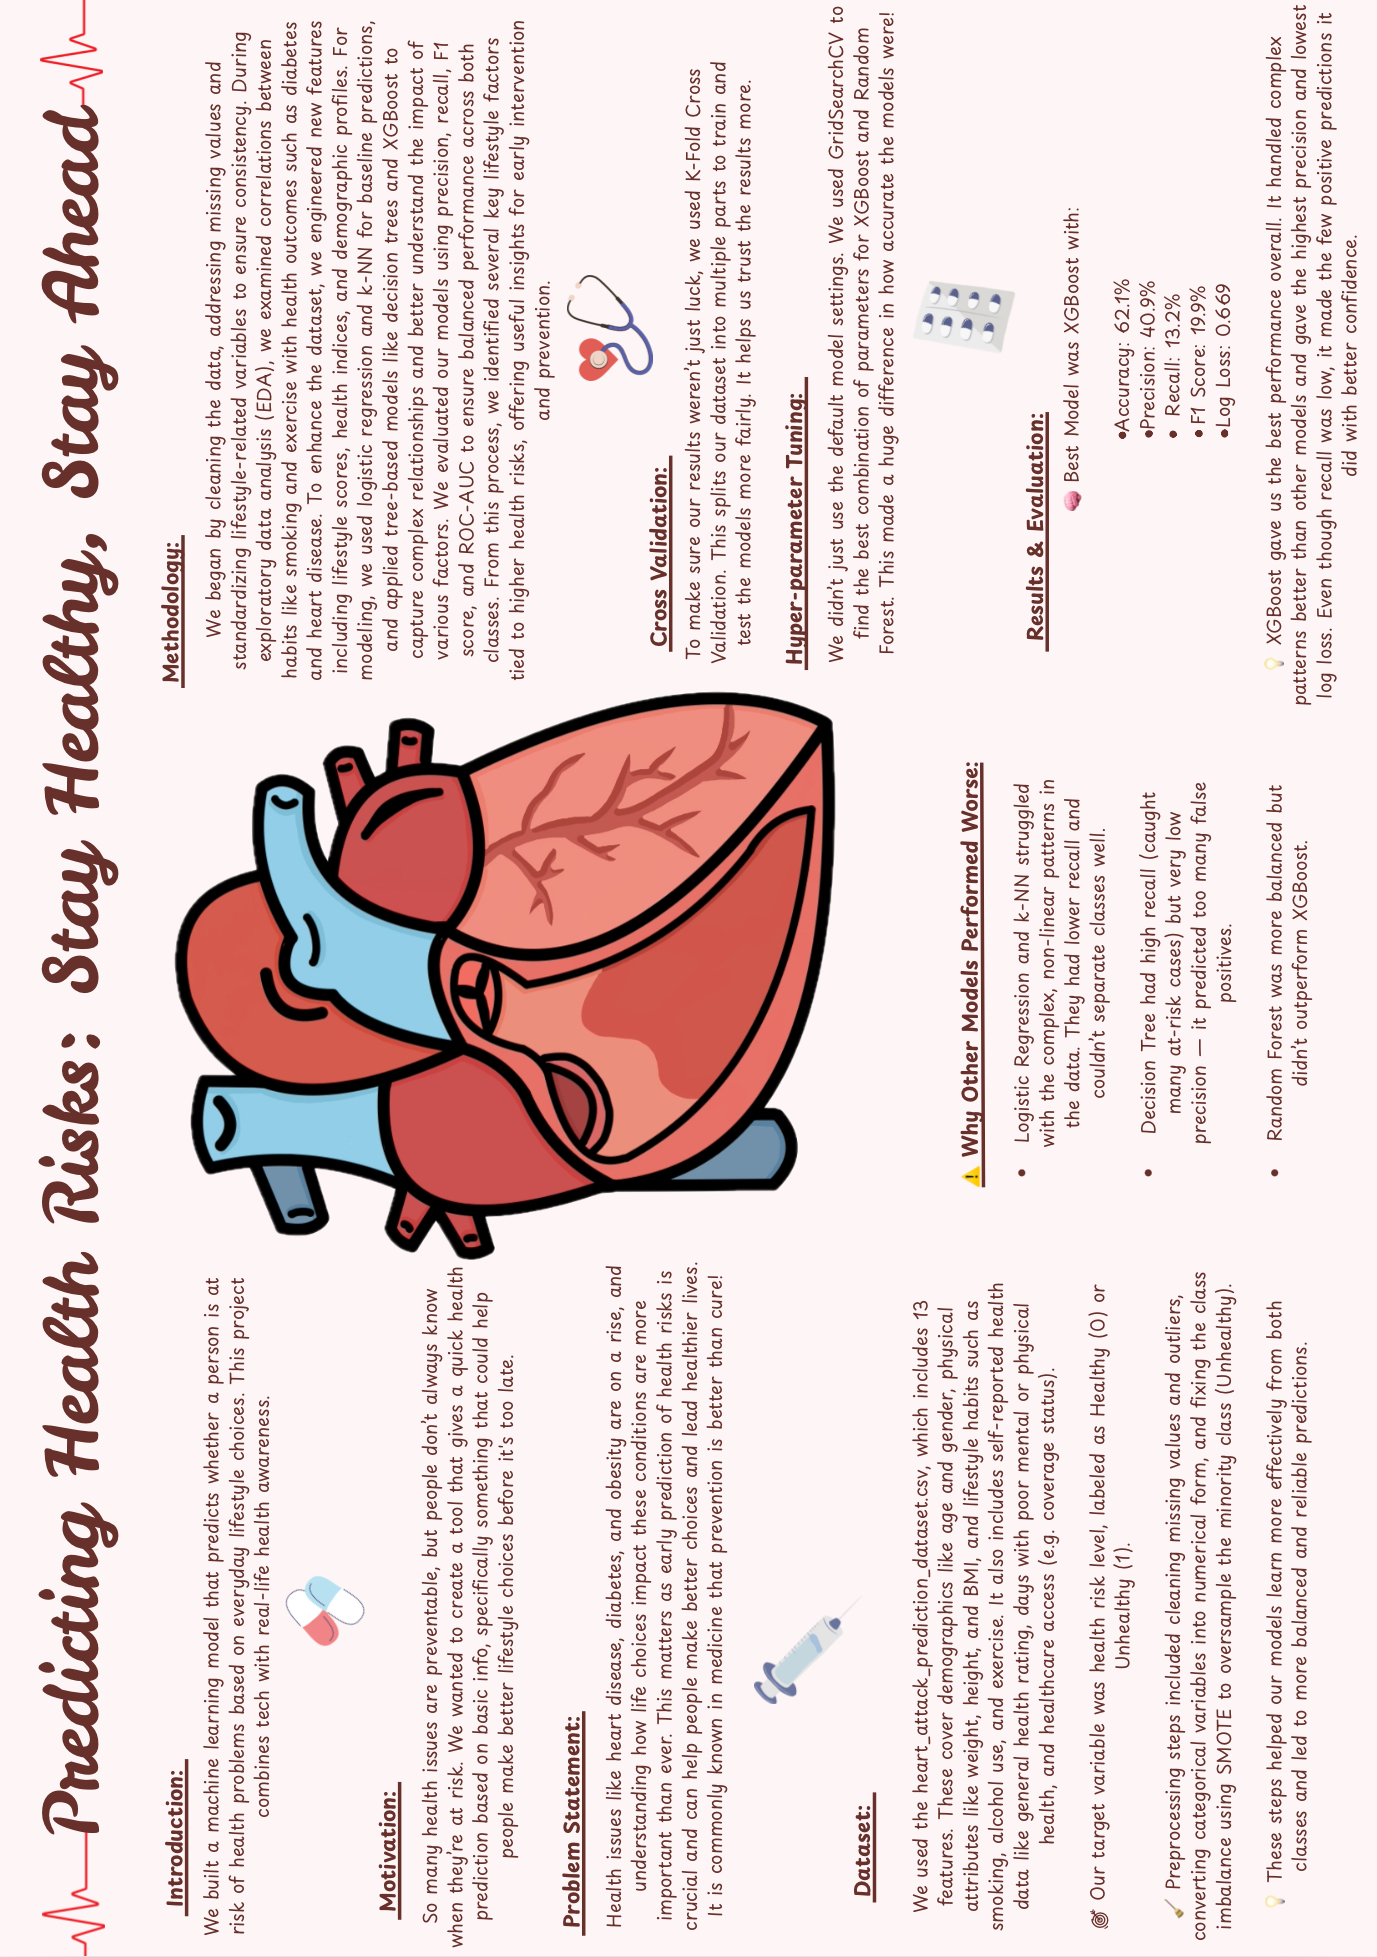 Predicting Health Risks: Stay Healthy, Stay Ahead
Introduction:
We built a machine learning model that predicts whether a person is at
risk of health problems based on everyday lifestyle choices. This project
combines tech with real-life health awareness.
Motivation:
So many health issues are preventable, but people don't always know
when they're at risk. We wanted to create a tool that gives a quick health
prediction based on basic info, specifically something that could help
people make better lifestyle choices before it's too late.
Problem Statement:
Health issues like heart disease, diabetes, and obesity are on a rise, and
understanding how life choices impact these conditions are more
important than ever. This matters as early prediction of health risks is
crucial and can help people make better choices and lead healthier lives.
It is commonly known in medicine that prevention is better than cure!
Dataset:
We used the heart_attack_prediction_dataset.csv, which includes 13
features. These cover demographics like age and gender, physical
attributes like weight, height, and BMI, and lifestyle habits such as
smoking, alcohol use, and exercise. It also includes self-reported health
data like general health rating, days with poor mental or physical
health, and healthcare access (e.g. coverage status).
🎯 Our target variable was health risk level, labeled as Healthy (0) or
Unhealthy (1).
🧹 Preprocessing steps included cleaning missing values and outliers,
converting categorical variables into numerical form, and fixing the class
imbalance using SMOTE to oversample the minority class (Unhealthy).
💡 These steps helped our models learn more effectively from both
classes and led to more balanced and reliable predictions.
⚠️ Why Other Models Performed Worse:
• Logistic Regression and k-NN struggled
with the complex, non-linear patterns in
the data. They had lower recall and
couldn't separate classes well.
• Decision Tree had high recall (caught
many at-risk cases) but very low
precision — it predicted too many false
positives.
• Random Forest was more balanced but
didn't outperform XGBoost.
Methodology:
We began by cleaning the data, addressing missing values and
standardizing lifestyle-related variables to ensure consistency. During
exploratory data analysis (EDA), we examined correlations between
habits like smoking and exercise with health outcomes such as diabetes
and heart disease. To enhance the dataset, we engineered new features
including lifestyle scores, health indices, and demographic profiles. For
modeling, we used logistic regression and k-NN for baseline predictions,
and applied tree-based models like decision trees and XGBoost to
capture complex relationships and better understand the impact of
various factors. We evaluated our models using precision, recall, F1
score, and ROC-AUC to ensure balanced performance across both
classes. From this process, we identified several key lifestyle factors
tied to higher health risks, offering useful insights for early intervention
and prevention.
Cross Validation:
To make sure our results weren't just luck, we used K-Fold Cross
Validation. This splits our dataset into multiple parts to train and
test the models more fairly. It helps us trust the results more.
Hyper-parameter Tuning:
We didn't just use the default model settings. We used GridSearchCV to
find the best combination of parameters for XGBoost and Random
Forest. This made a huge difference in how accurate the models were!
Results & Evaluation:
🧠 Best Model was XGBoost with:
•Accuracy: 62.1%
•Precision: 40.9%
• Recall: 13.2%
• F1 Score: 19.9%
•Log Loss: 0.669
💡 XGBoost gave us the best performance overall. It handled complex
patterns better than other models and gave the highest precision and lowest
log loss. Even though recall was low, it made the few positive predictions it
did with better confidence.